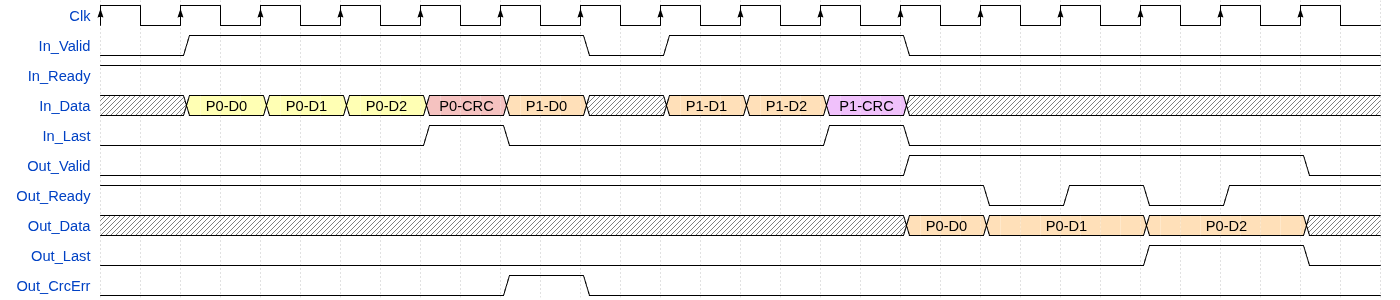 Clk
In_Valid
In_Ready
In_Data P0-D0 P0-D1 P0-D2 P0-CRC P1-D0 P1-D1 P1-D2 P1-CRC
In_Last
Out_Valid
Out_Ready
Out_Data P0-D0 P0-D1 P0-D2
Out_Last
Out_CrcErr